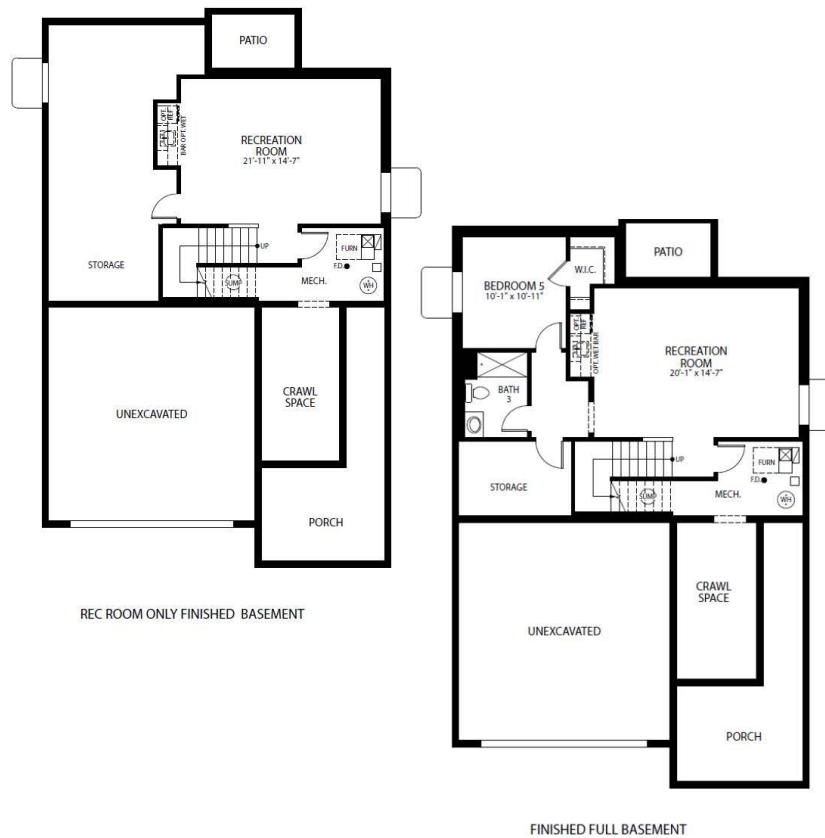 PATIO
OPT.
REF
BAR OPT. WET
RECREATION
ROOM
21'-11" x 14'-7"
UP
FURN
F.D.
STORAGE
SUMP
MECH.
WH
UNEXCAVATED
CRAWL
SPACE
PORCH
REC ROOM ONLY FINISHED BASEMENT
PATIO
BEDROOM 5
10'-1" x 10'-11"
W.I.C.
OPT.
REF
OPT. WET BAR
RECREATION
ROOM
20'-1" x 14'-7"
BATH
3
UP
FURN
F.D.
STORAGE
SUMP
MECH.
WH
UNEXCAVATED
CRAWL
SPACE
PORCH
FINISHED FULL BASEMENT